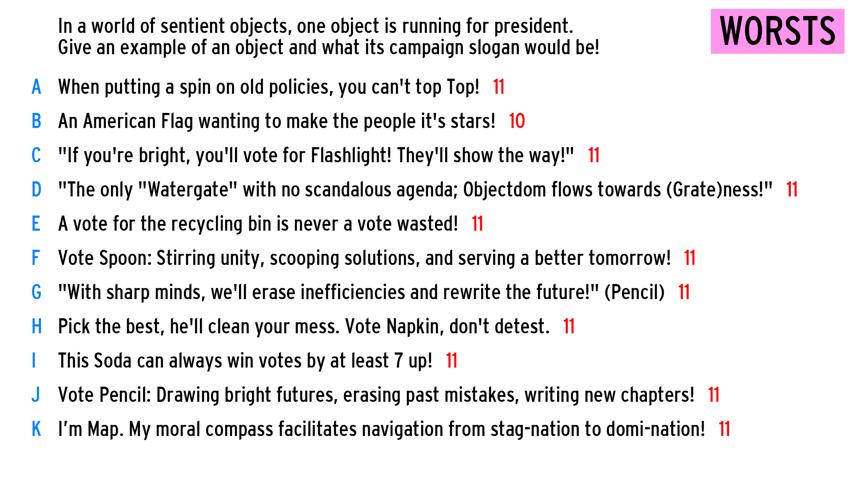 In a world of sentient objects, one object is running for president.
Give an example of an object and what its campaign slogan would be!
WORSTS
A When putting a spin on old policies, you can't top Top! 11
B An American Flag wanting to make the people it's stars! 10
C "If you're bright, you'll vote for Flashlight! They'll show the way!" 11
D "The only "Watergate" with no scandalous agenda; Objectdom flows towards (Grate)ness!" 11
E A vote for the recycling bin is never a vote wasted! 11
F Vote Spoon: Stirring unity, scooping solutions, and serving a better tomorrow! 11
G "With sharp minds, we'll erase inefficiencies and rewrite the future!" (Pencil) 11
H Pick the best, he'll clean your mess. Vote Napkin, don't detest. 11
I This Soda can always win votes by at least 7 up! 11
J Vote Pencil: Drawing bright futures, erasing past mistakes, writing new chapters! 11
K I'm Map. My moral compass facilitates navigation from stag-nation to domi-nation! 11